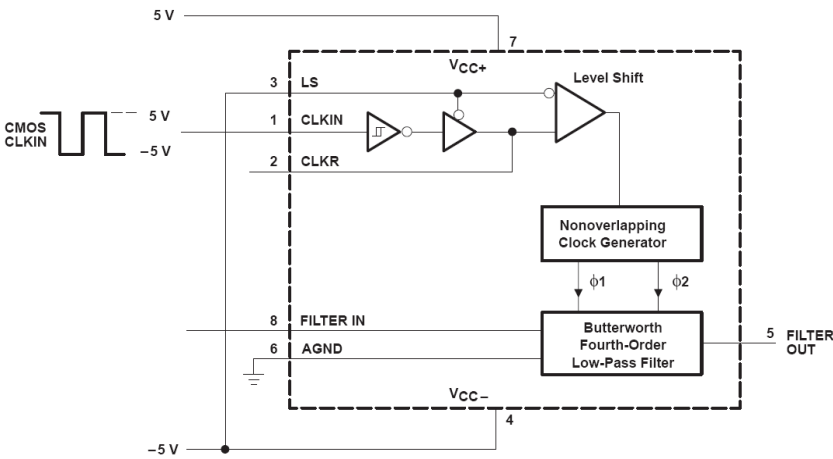 5 V
7
VCC+
Level Shift
3 LS
5 V
1 CLKIN
CMOS
CLKIN
−5 V
2 CLKR
Nonoverlapping
Clock Generator
ϕ1 ϕ2
8 FILTER IN
Butterworth
Fourth-Order
Low-Pass Filter
5 FILTER
OUT
6 AGND
VCC−
4
−5 V